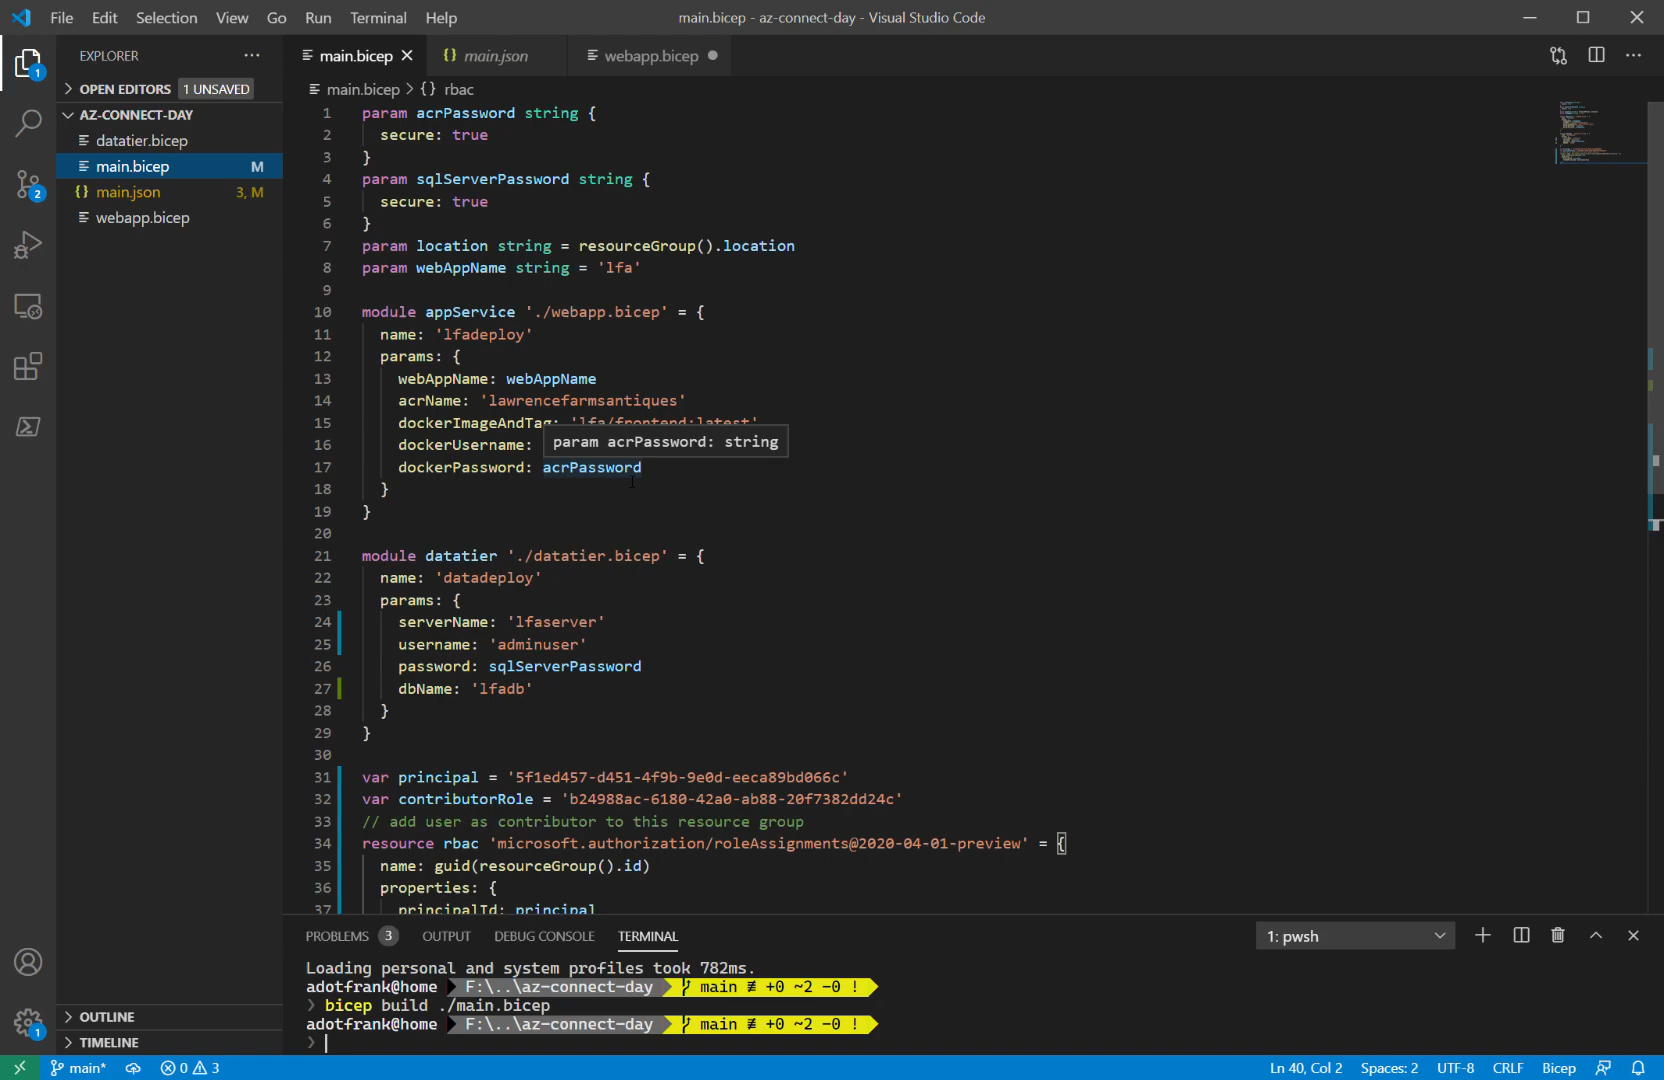 File Edit Selection View Go Run Terminal Help
main.bicep - az-connect-day - Visual Studio Code
EXPLORER
OPEN EDITORS 1 UNSAVED
AZ-CONNECT-DAY
datatier.bicep
main.bicep M
main.json 3, M
webapp.bicep
OUTLINE
TIMELINE
1
2
1
main.bicep
{} main.json
webapp.bicep
main.bicep > {} rbac
1 param acrPassword string {
2 secure: true
3 }
4 param sqlServerPassword string {
5 secure: true
6 }
7 param location string = resourceGroup().location
8 param webAppName string = 'lfa'
9
10 module appService './webapp.bicep' = {
11 name: 'lfadeploy'
12 params: {
13 webAppName: webAppName
14 acrName: 'lawrencefarmsantiques'
15 dockerImageAndTag: 'lfa/frontend:latest'
16 dockerUsername:
param acrPassword: string
17 dockerPassword: acrPassword
18 }
19 }
20
21 module datatier './datatier.bicep' = {
22 name: 'datadeploy'
23 params: {
24 serverName: 'lfaserver'
25 username: 'adminuser'
26 password: sqlServerPassword
27 dbName: 'lfadb'
28 }
29 }
30
31 var principal = '5f1ed457-d451-4f9b-9e0d-eeca89bd066c'
32 var contributorRole = 'b24988ac-6180-42a0-ab88-20f7382dd24c'
33 // add user as contributor to this resource group
34 resource rbac 'microsoft.authorization/roleAssignments@2020-04-01-preview' = {
35 name: guid(resourceGroup().id)
36 properties: {
37 principalId: principal
PROBLEMS 3 OUTPUT DEBUG CONSOLE TERMINAL
1: pwsh
Loading personal and system profiles took 782ms.
adotfrank@home F:\..\az-connect-day main ≢ +0 ~2 -0 !
❯ bicep build ./main.bicep
adotfrank@home F:\..\az-connect-day main ≢ +0 ~2 -0 !
❯
main* 0 3
Ln 40, Col 2 Spaces: 2 UTF-8 CRLF Bicep